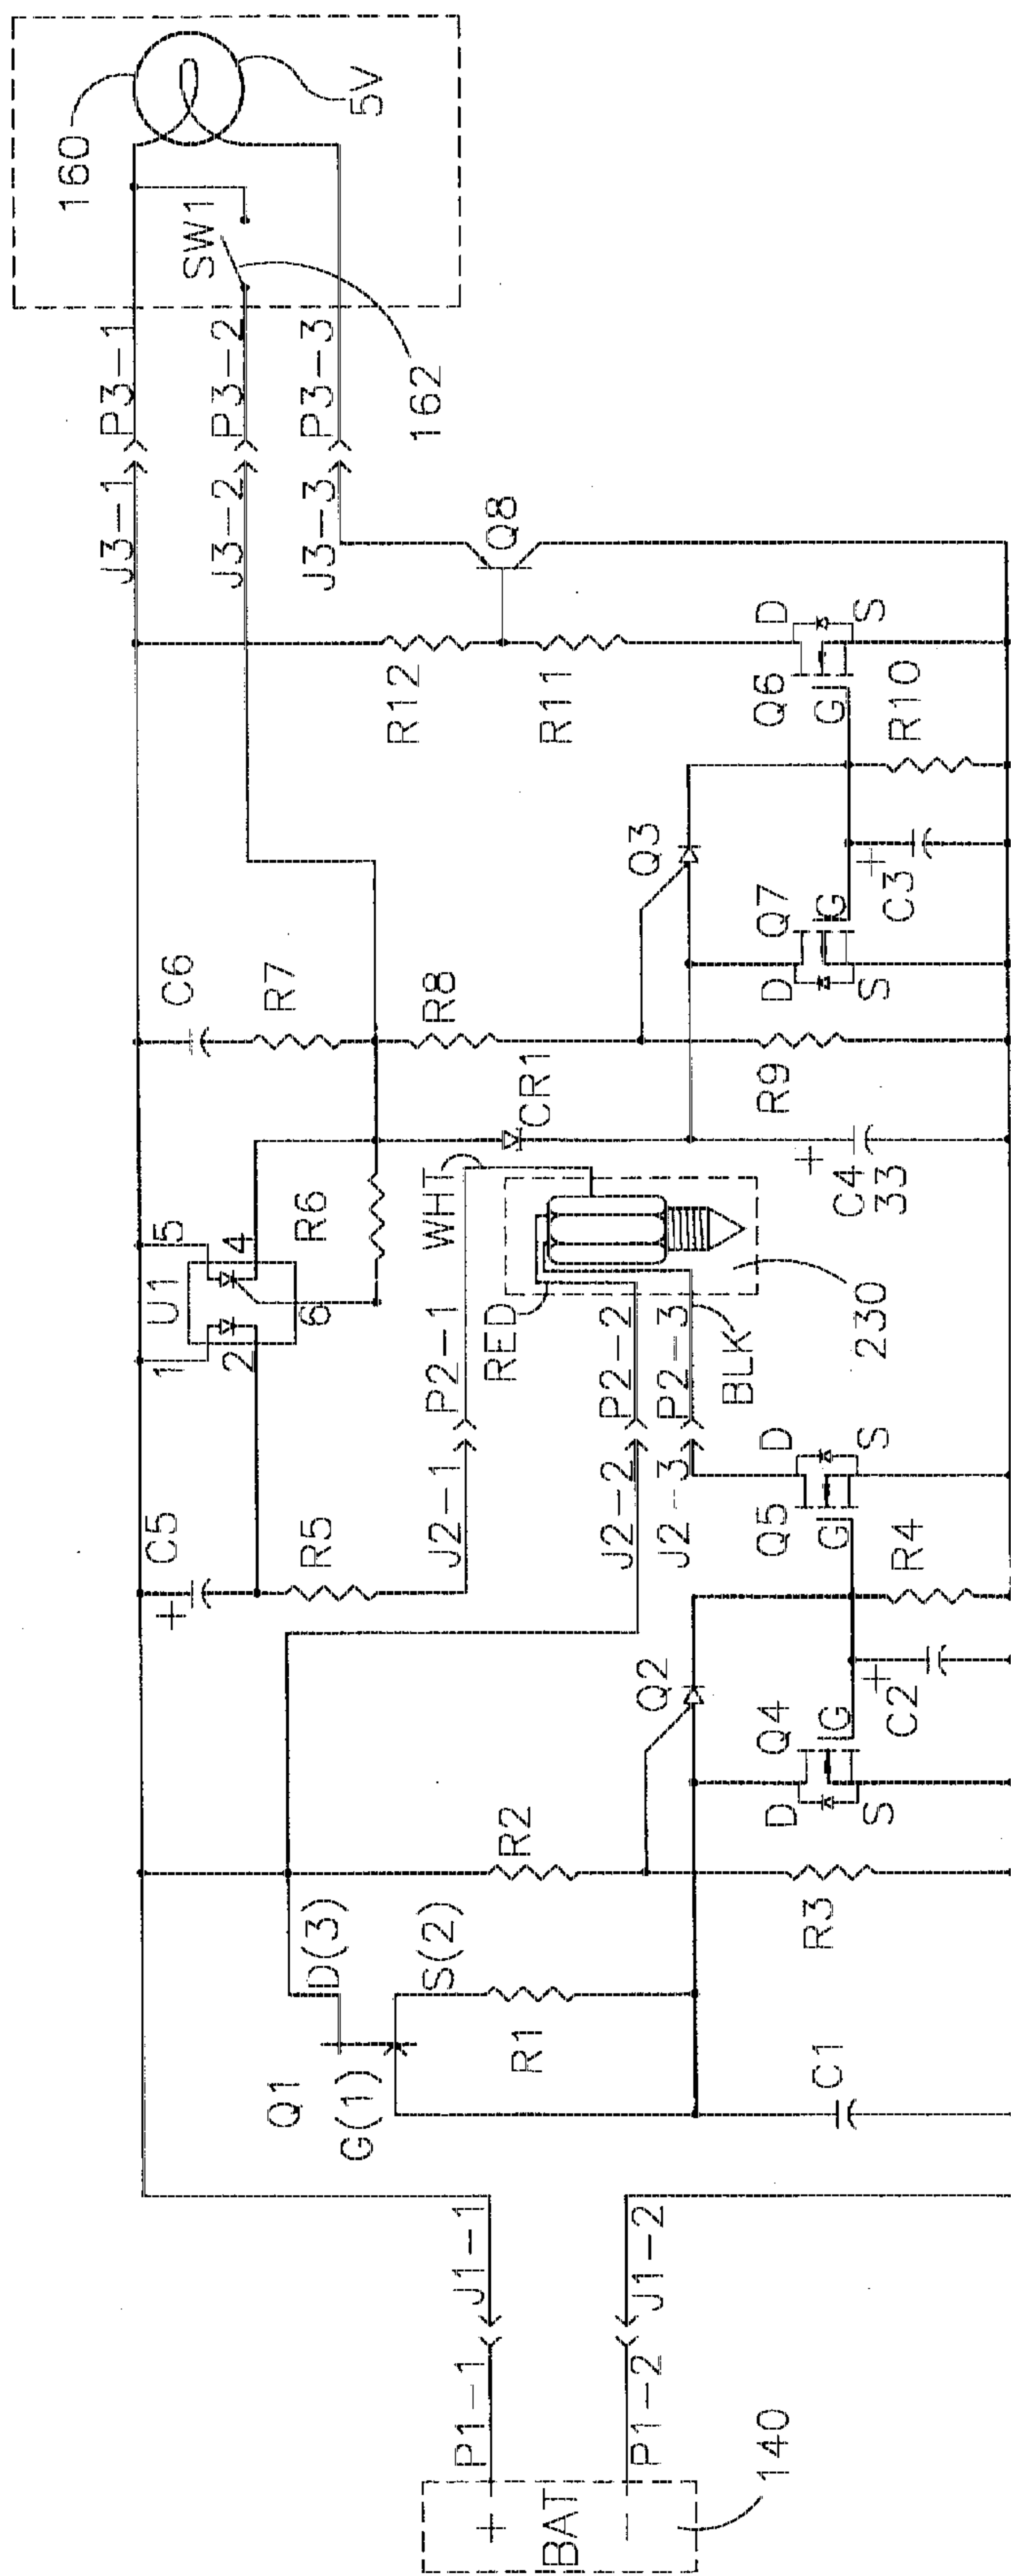 160
5V
SW1
162
J3-1 P3-1
J3-2 P3-2
J3-3 P3-3
Q8
R12
R11
D
Q6
G
S
R10
Q3
C6
R7
R8
Q7
D
G
S
+
C3
R9
CR1
+
C4
33
U1
1
5
2
4
6
R6
WHT
RED
BLK
230
C5
+
R5
J2-1 P2-1
J2-2 P2-2
J2-3 P2-3
D
Q5
G
S
R4
Q2
Q4
D
G
S
+
C2
R2
R3
D(3)
Q1
G(1)
S(2)
R1
C1
P1-1 J1-1
P1-2 J1-2
+
BAT
-
140